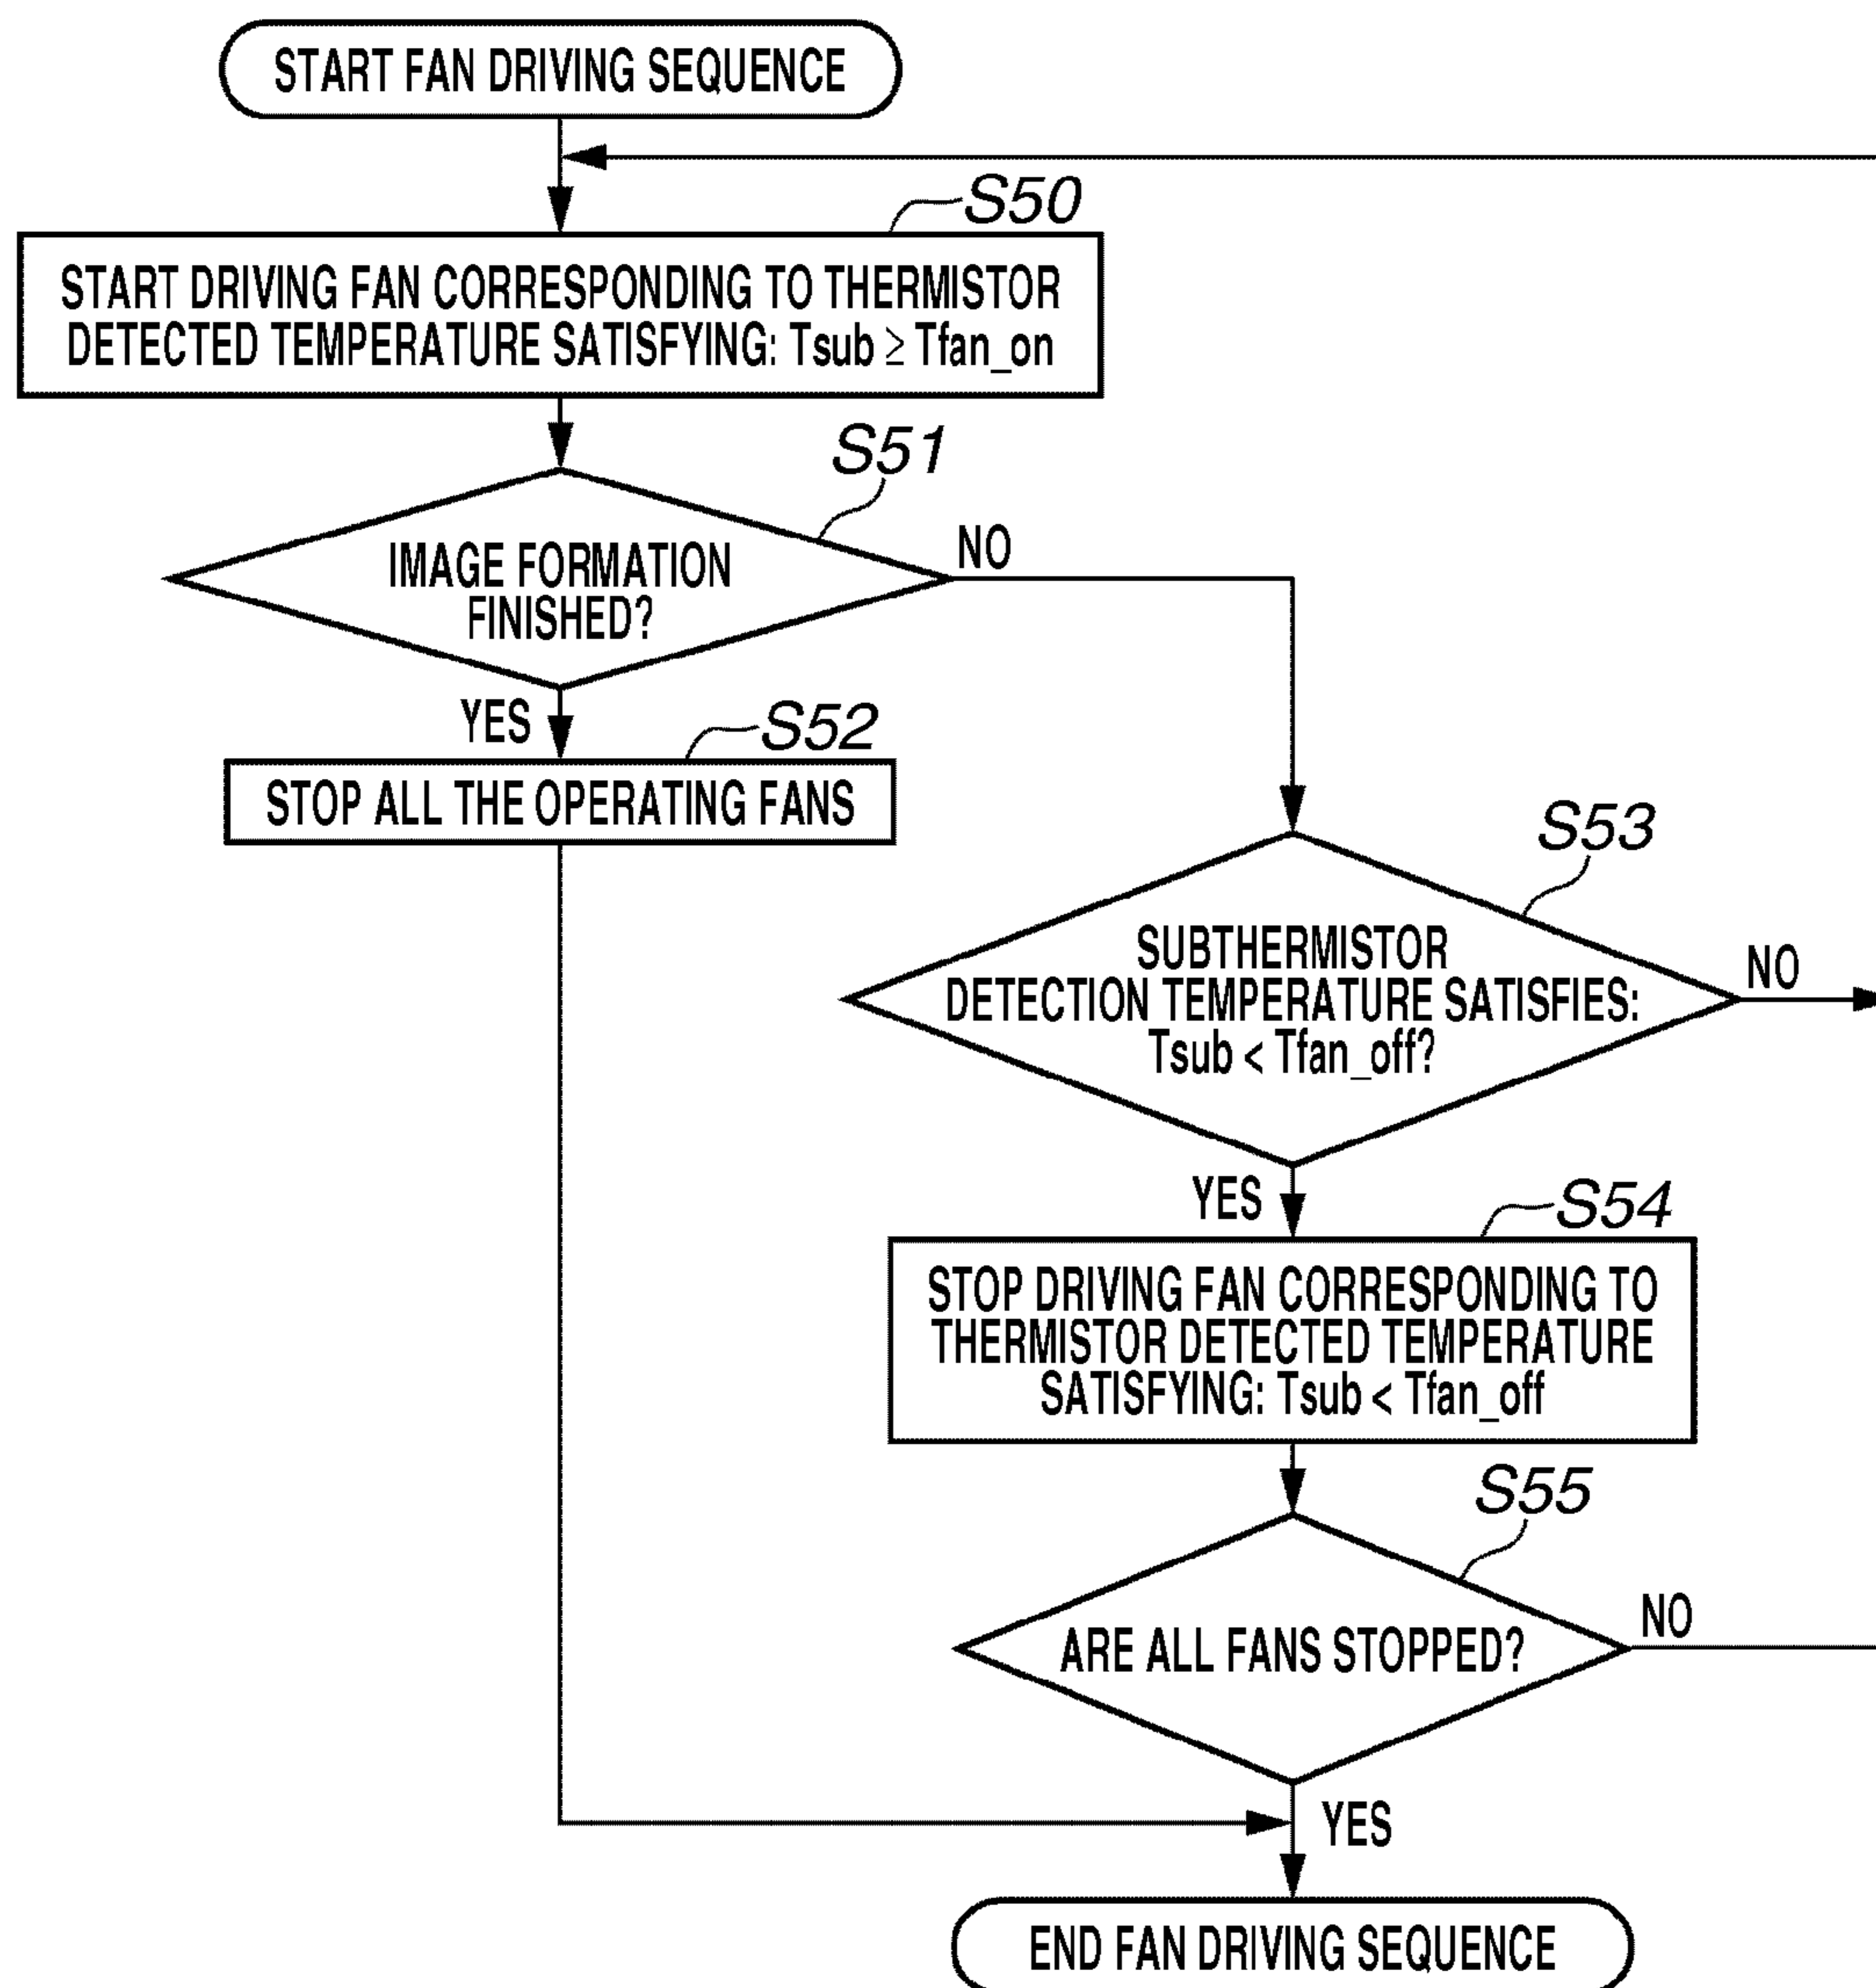 START FAN DRIVING SEQUENCE
S50
START DRIVING FAN CORRESPONDING TO THERMISTOR
DETECTED TEMPERATURE SATISFYING: Tsub ≥ Tfan_on
S51
IMAGE FORMATION
FINISHED?
NO
YES
S52
STOP ALL THE OPERATING FANS
S53
SUBTHERMISTOR
DETECTION TEMPERATURE SATISFIES:
Tsub < Tfan_off?
NO
YES
S54
STOP DRIVING FAN CORRESPONDING TO
THERMISTOR DETECTED TEMPERATURE
SATISFYING: Tsub < Tfan_off
S55
ARE ALL FANS STOPPED?
NO
YES
END FAN DRIVING SEQUENCE